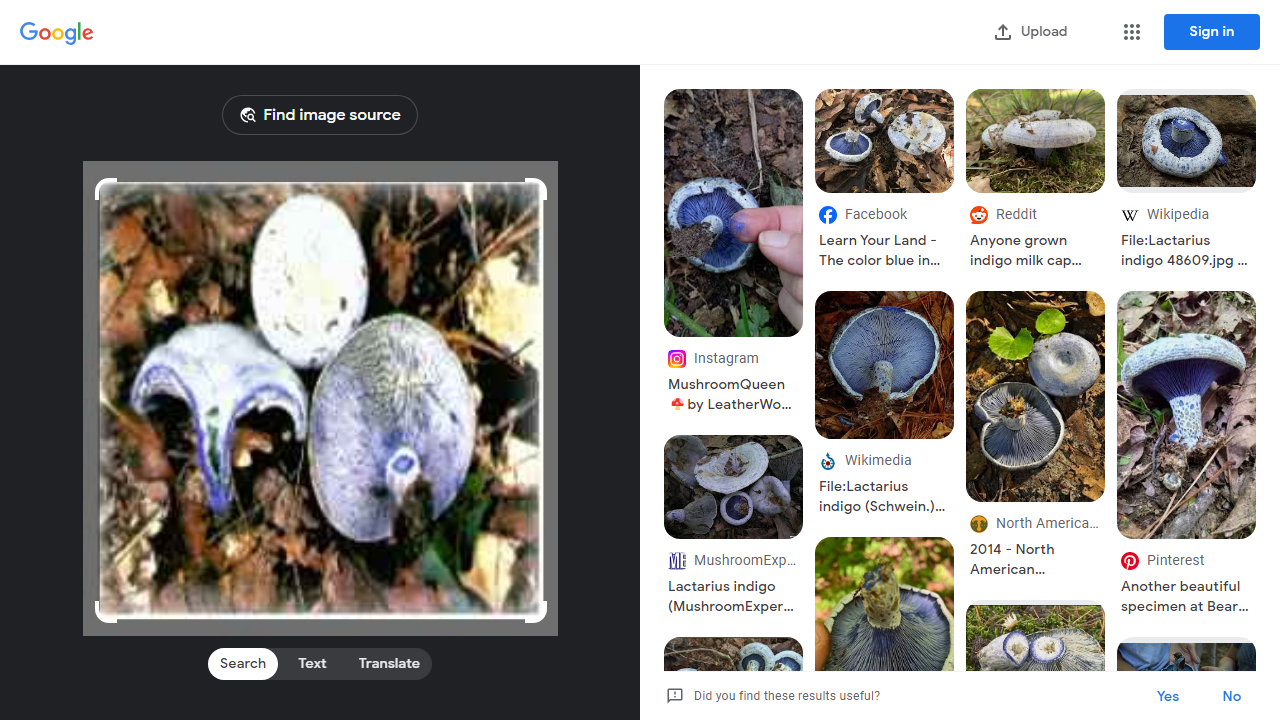 Google
Upload
Sign in
Find image source
Search
Text
Translate
Instagram
MushroomQueen
by LeatherWo...
MushroomExp...
Lactarius indigo
(MushroomExper...
Facebook
Learn Your Land -
The color blue in...
Wikimedia
File:Lactarius
indigo (Schwein.)...
Reddit
Anyone grown
indigo milk cap...
North America...
2014 - North
American...
W Wikipedia
File:Lactarius
indigo 48609.jpg ...
Pinterest
Another beautiful
specimen at Bear...
Did you find these results useful?
Yes
No